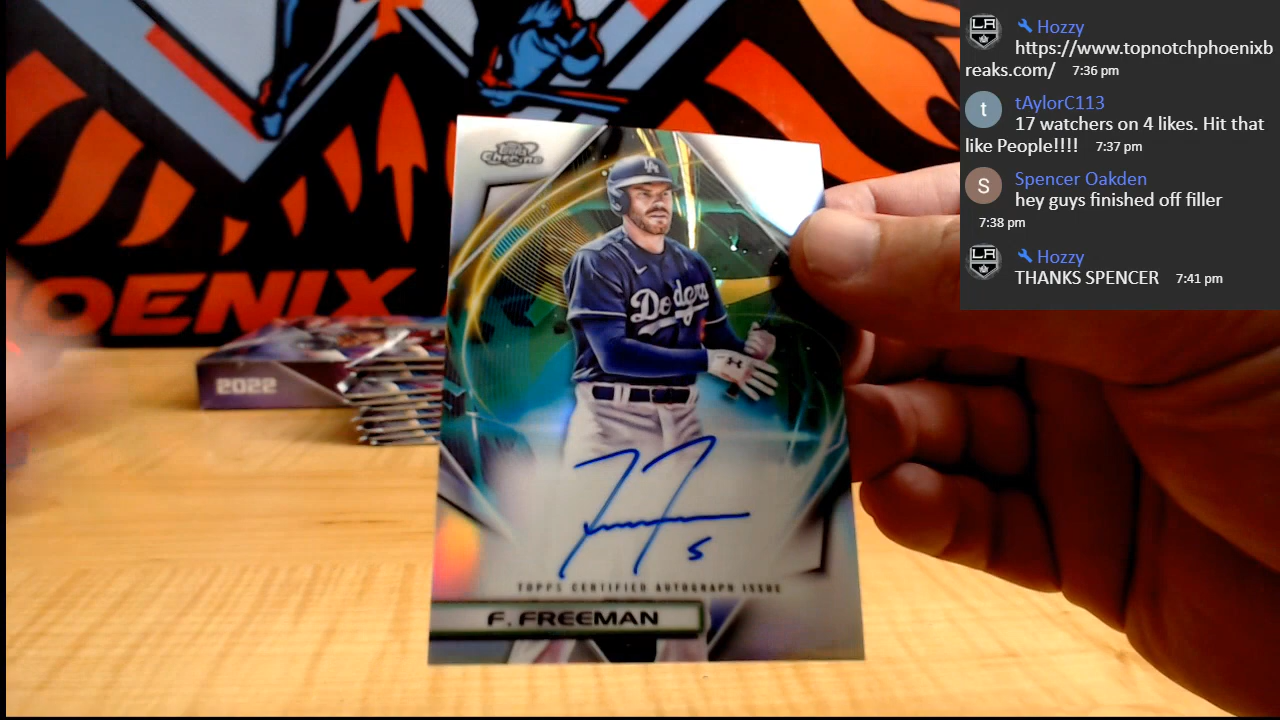 Hozzy
https://www.topnotchphoenixb
reaks.com/ 7:36 pm
t
tAylorC113
17 watchers on 4 likes. Hit that
like People!!!! 7:37 pm
S
Spencer Oakden
hey guys finished off filler
7:38 pm
Hozzy
THANKS SPENCER 7:41 pm
LA
LA
Topps
Chrome
LA
Dodgers
OENIX
2022
5
TOPPS CERTIFIED AUTOGRAPH ISSUE
F. FREEMAN